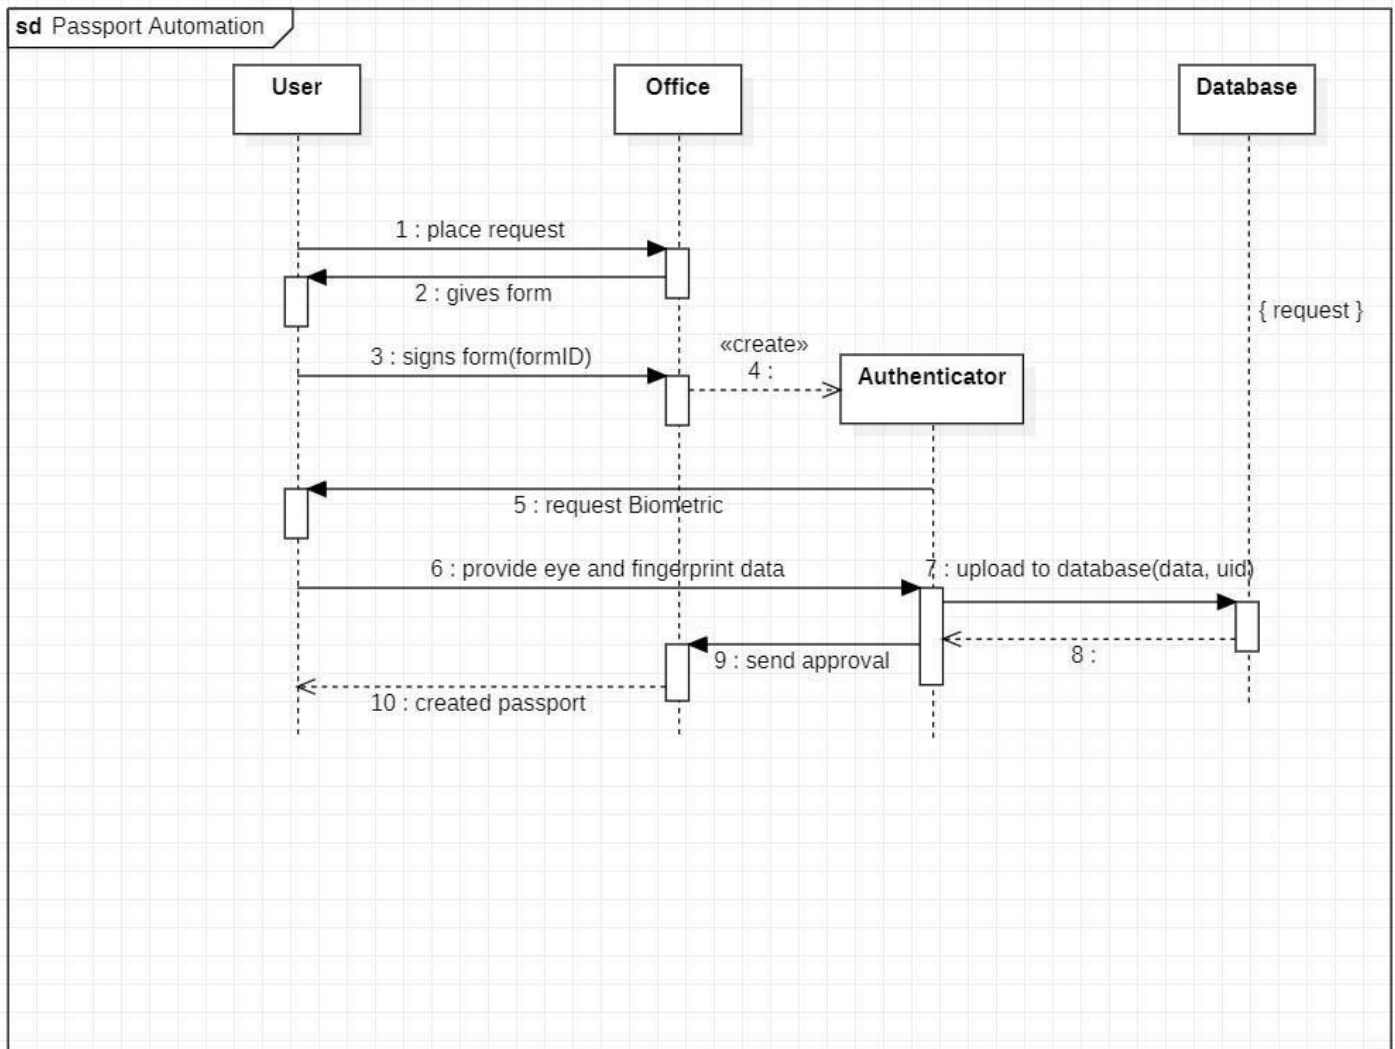 sd Passport Automation
User
Office
Database
1 : place request
2 : gives form
{ request }
3 : signs form(formID)
«create»
4 :
Authenticator
5 : request Biometric
6 : provide eye and fingerprint data
7 : upload to database(data, uid)
8 :
9 : send approval
10 : created passport